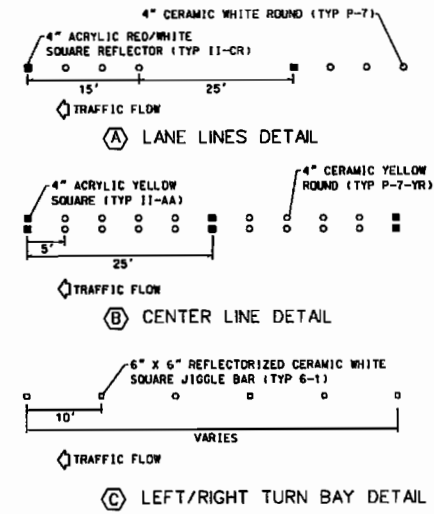 4" CERAMIC WHITE ROUND (TYP P-7)
4" ACRYLIC RED/WHITE
SQUARE REFLECTOR (TYP II-CR)
15'
25'
TRAFFIC FLOW
A LANE LINES DETAIL
4" ACRYLIC YELLOW
SQUARE (TYP II-AA)
4" CERAMIC YELLOW
ROUND (TYP P-7-YR)
5'
25'
TRAFFIC FLOW
B CENTER LINE DETAIL
6" X 6" REFLECTORIZED CERAMIC WHITE
SQUARE JIGGLE BAR (TYP 6-1)
10'
VARIES
TRAFFIC FLOW
C LEFT/RIGHT TURN BAY DETAIL